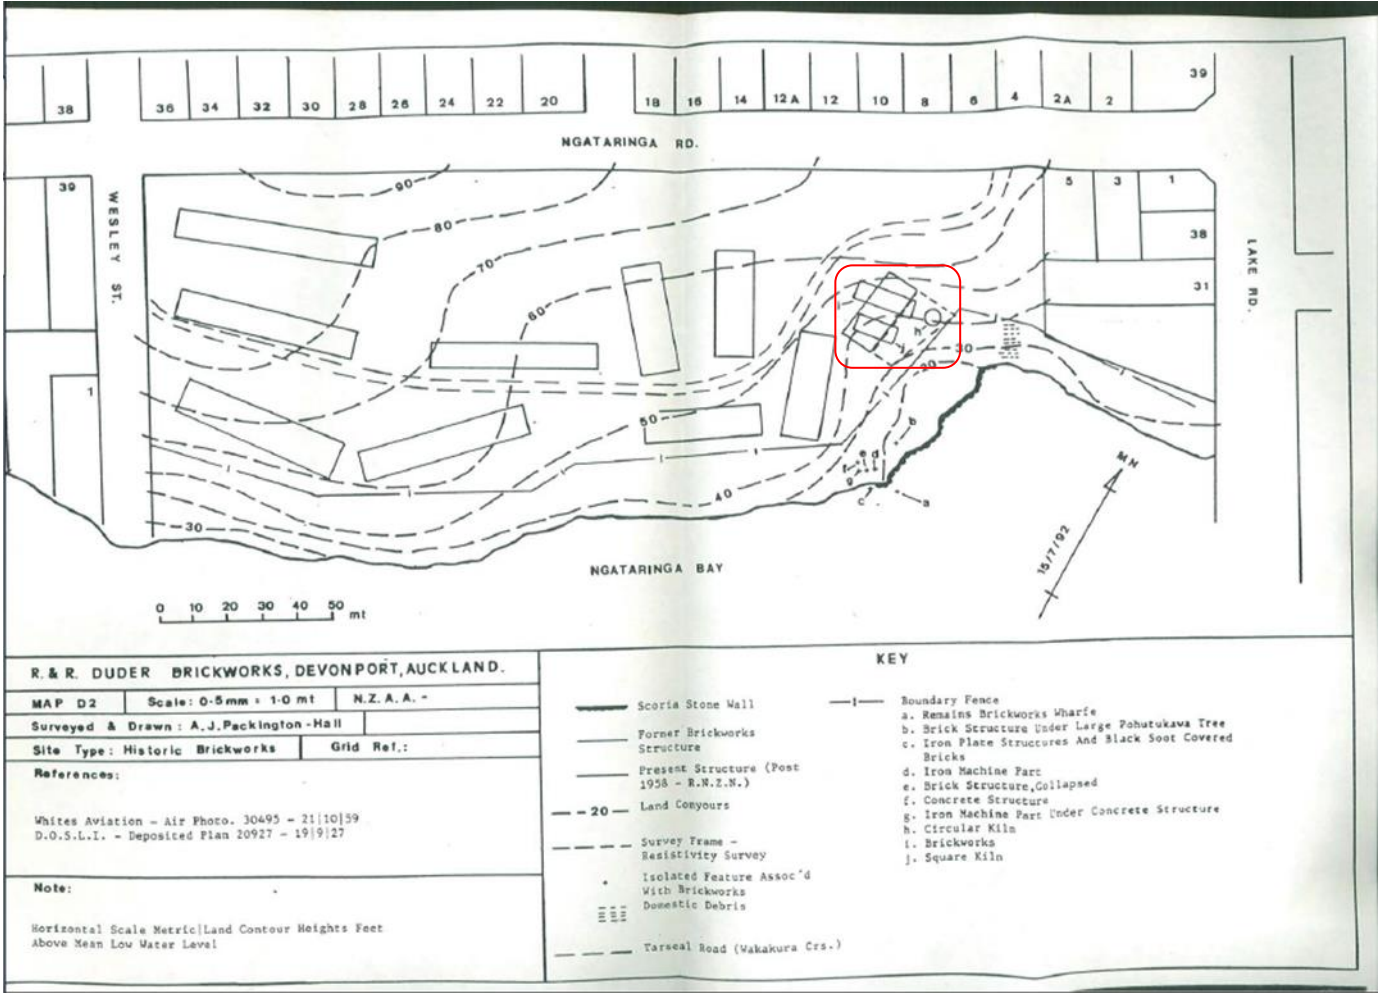 38
36
34
32
30
28
26
24
22
20
18
16
14
12A
12
10
8
6
4
2A
2
39
NGATARINGA RD.
39
WESLEY ST.
1
90
80
70
60
50
40
30
20
30
5
3
1
38
31
LAKE RD.
i
h
j
b
e d
f
g
c
a
MN
15/7/92
NGATARINGA BAY
0 10 20 30 40 50 mt
R. & R. DUDER BRICKWORKS, DEVONPORT, AUCKLAND.
MAP D2 Scale: 0·5mm = 1·0 mt N.Z.A.A. -
Surveyed & Drawn : A.J.Packington-Hall
Site Type: Historic Brickworks Grid Ref.:
References:
Whites Aviation - Air Photo. 30495 - 21|10|59
D.O.S.L.I. - Deposited Plan 20927 - 19|9|27
Note:
Horizontal Scale Metric|Land Contour Heights Feet
Above Mean Low Water Level
KEY
Scoria Stone Wall
Forner Brickworks
Structure
Present Structure (Post
1958 - R.N.Z.N.)
20 Land Conyours
Survey Frame -
Resistivity Survey
Isolated Feature Assoc'd
With Brickworks
Domestic Debris
Tarseal Road (Wakakura Crs.)
Boundary Fence
a. Remains Brickworks Wharfe
b. Brick Structure Under Large Pohutukawa Tree
c. Iron Plate Structures And Black Soot Covered
Bricks
d. Iron Machine Part
e. Brick Structure,Collapsed
f. Concrete Structure
g. Iron Machine Part Under Concrete Structure
h. Circular Kiln
i. Brickworks
j. Square Kiln